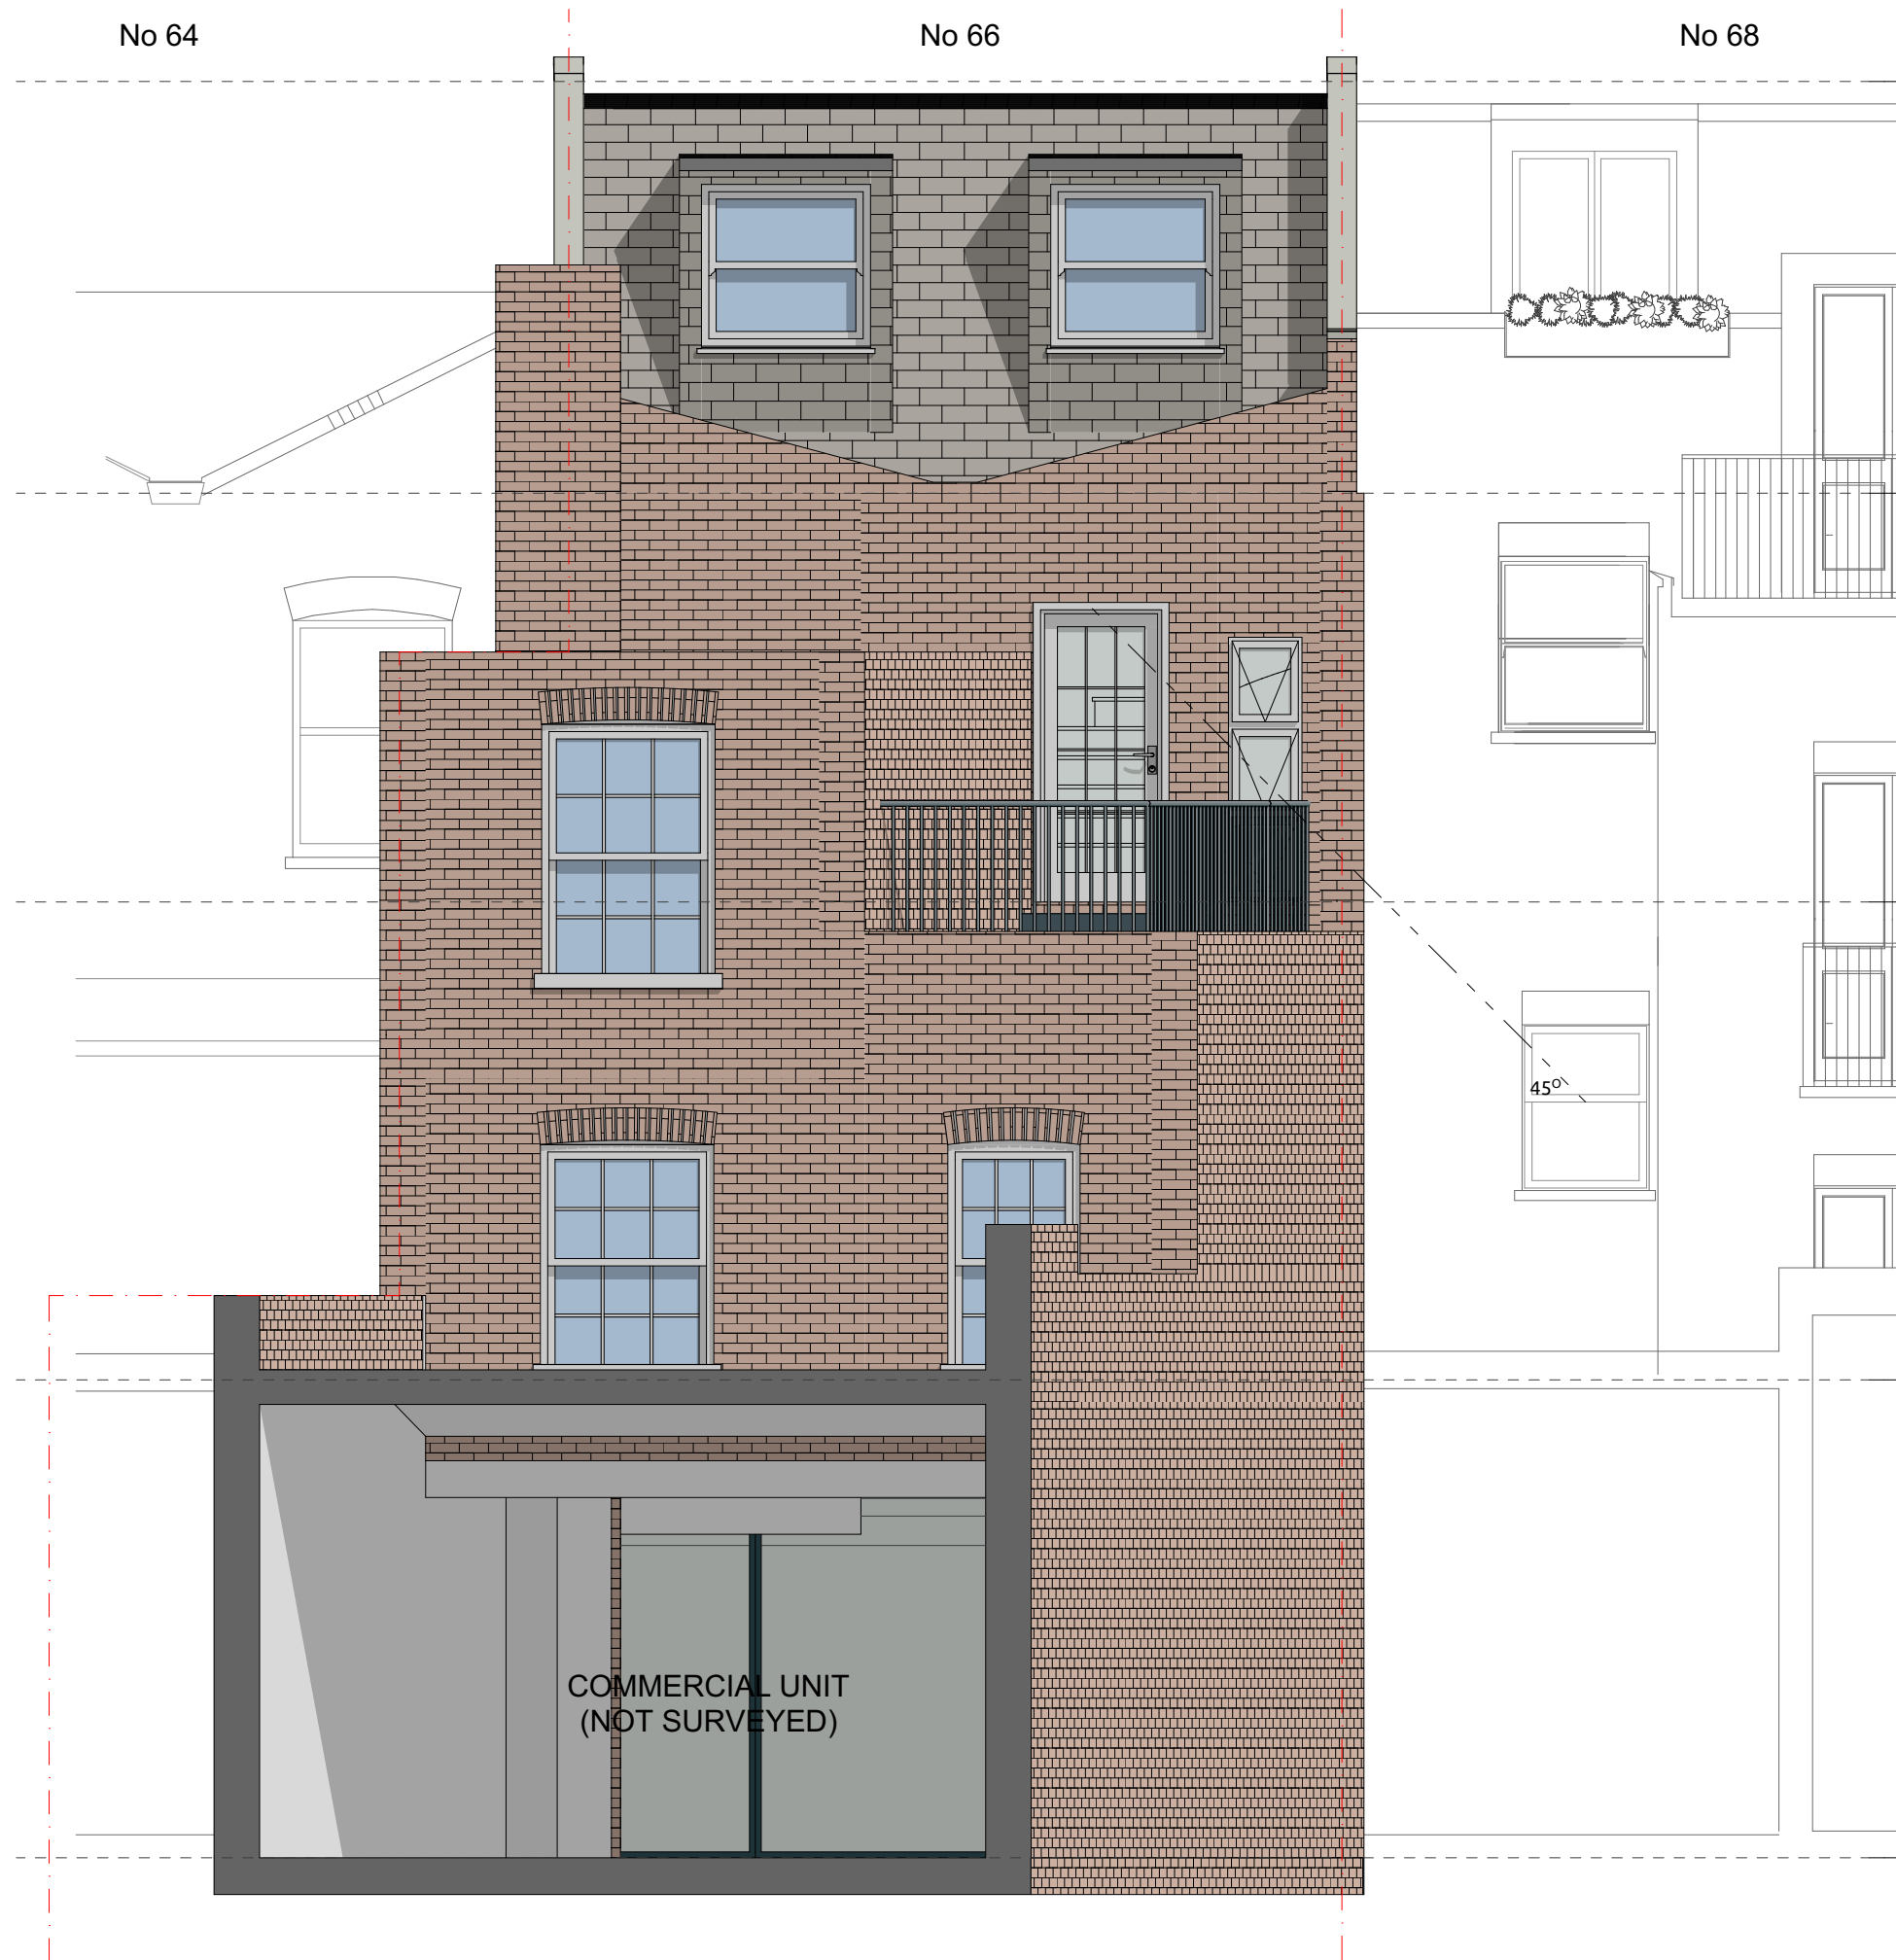 No 64
No 66
No 68
45°
COMMERCIAL UNIT
(NOT SURVEYED)